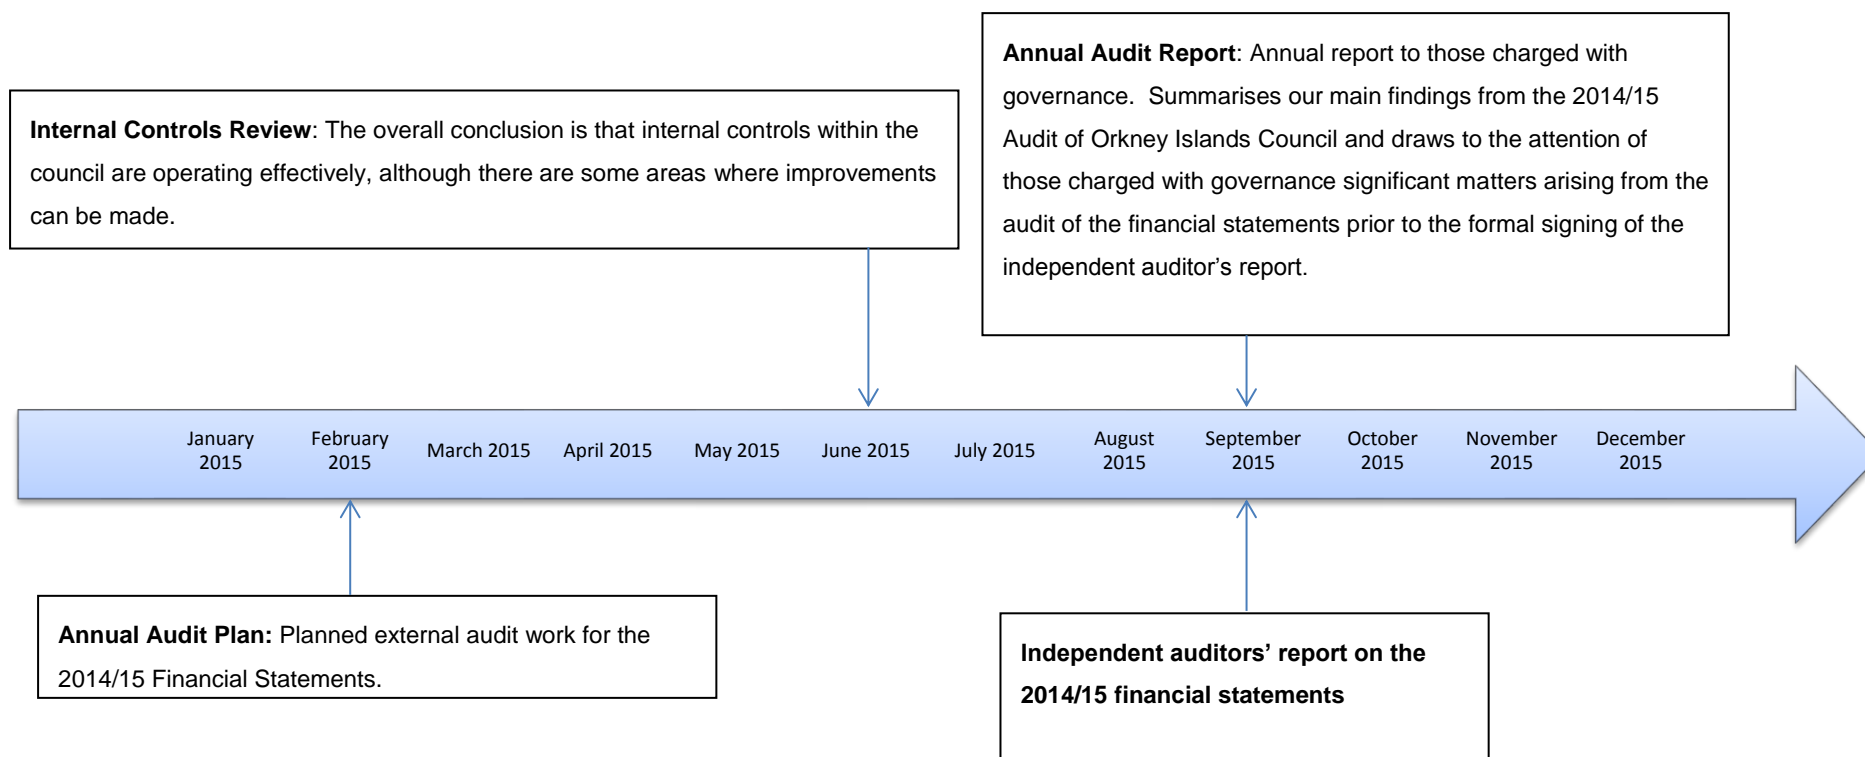 Internal Controls Review: The overall conclusion is that internal controls within the
council are operating effectively, although there are some areas where improvements
can be made.
Annual Audit Report: Annual report to those charged with
governance.  Summarises our main findings from the 2014/15
Audit of Orkney Islands Council and draws to the attention of
those charged with governance significant matters arising from the
audit of the financial statements prior to the formal signing of the
independent auditor’s report.
January
2015
February
2015
March 2015
April 2015
May 2015
June 2015
July 2015
August
2015
September
2015
October
2015
November
2015
December
2015
Annual Audit Plan: Planned external audit work for the
2014/15 Financial Statements.
Independent auditors’ report on the
2014/15 financial statements